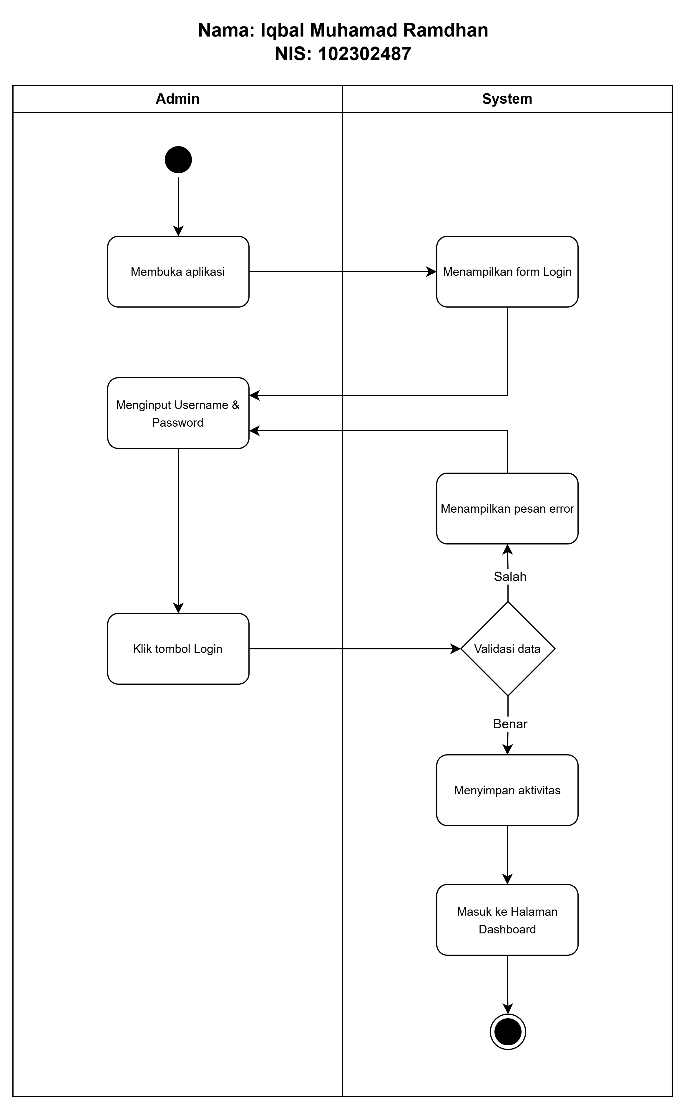 Nama: Iqbal Muhamad Ramdhan
NIS: 102302487
Admin
System
Membuka aplikasi
Menampilkan form Login
Menginput Username &
Password
Menampilkan pesan error
Salah
Klik tombol Login
Validasi data
Benar
Menyimpan aktivitas
Masuk ke Halaman
Dashboard